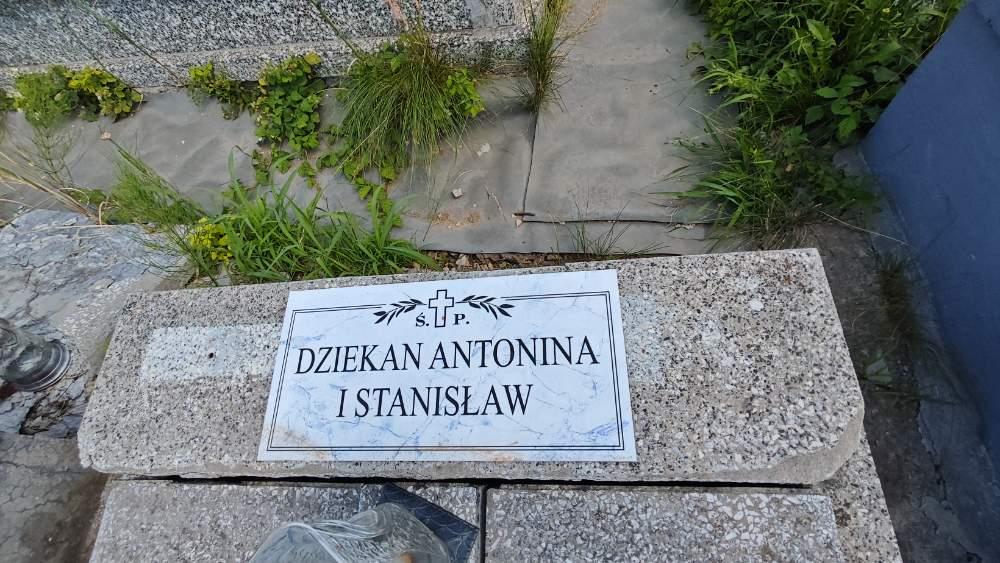 Ś. P.
DZIEKAN ANTONINA
I STANISŁAW